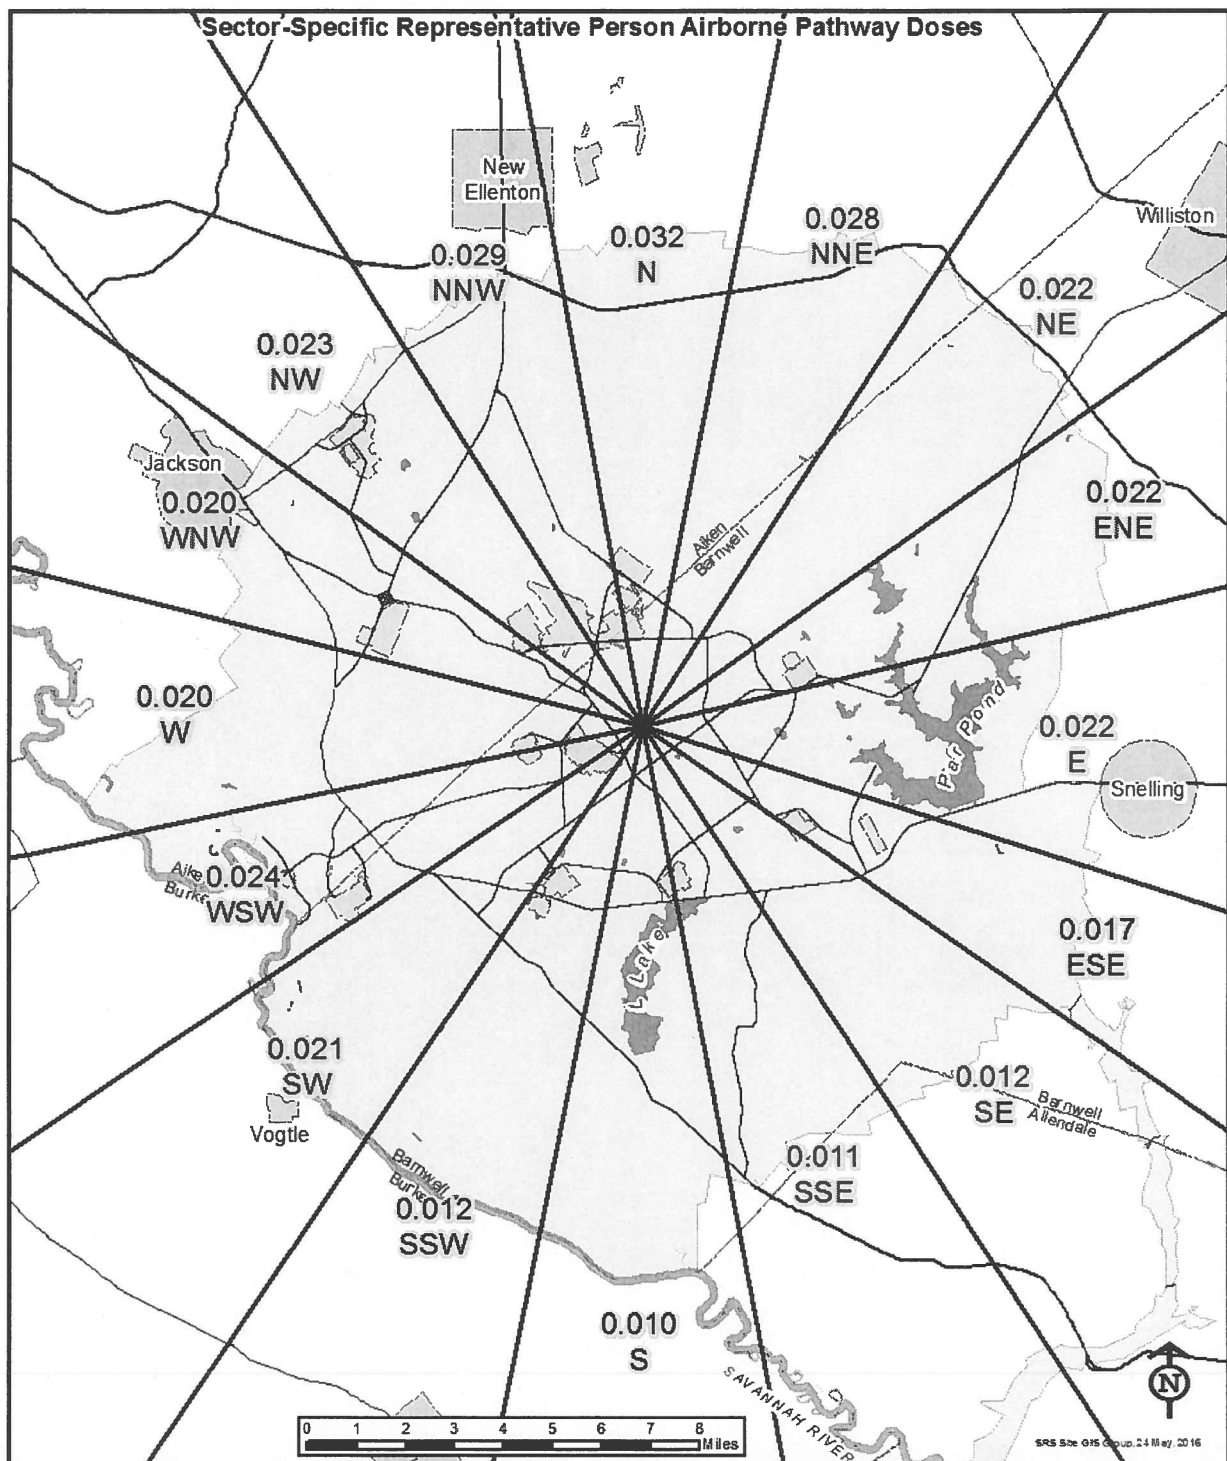 Sector-Specific Representative Person Airborne Pathway Doses
New
Ellenton
Williston
0.032
N
0.028
NNE
0.029
NNW
0.022
NE
0.023
NW
Jackson
0.020
WNW
0.022
ENE
Aiken
Barnwell
0.020
W
Par Pond
0.022
E
Snelling
0.024
WSW
L Lake
0.017
ESE
0.021
SW
Vogtle
0.012
SE
Barnwell
Allendale
0.011
SSE
Barnwell
0.012
SSW
0.010
S
SAVANNAH RIVER
N
0 1 2 3 4 5 6 7 8
Miles
SRS Site GIS Group, 24 May, 2016